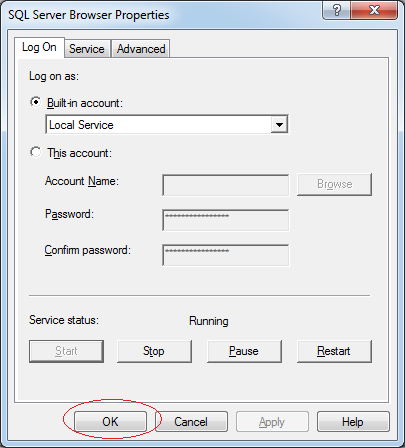 SQL Server Browser Properties
Log On Service Advanced
Log on as:
Built-in account:
Local Service
This account:
Account Name: Browse
Password: ****************
Confirm password: ****************
Service status: Running
Start Stop Pause Restart
OK Cancel Apply Help